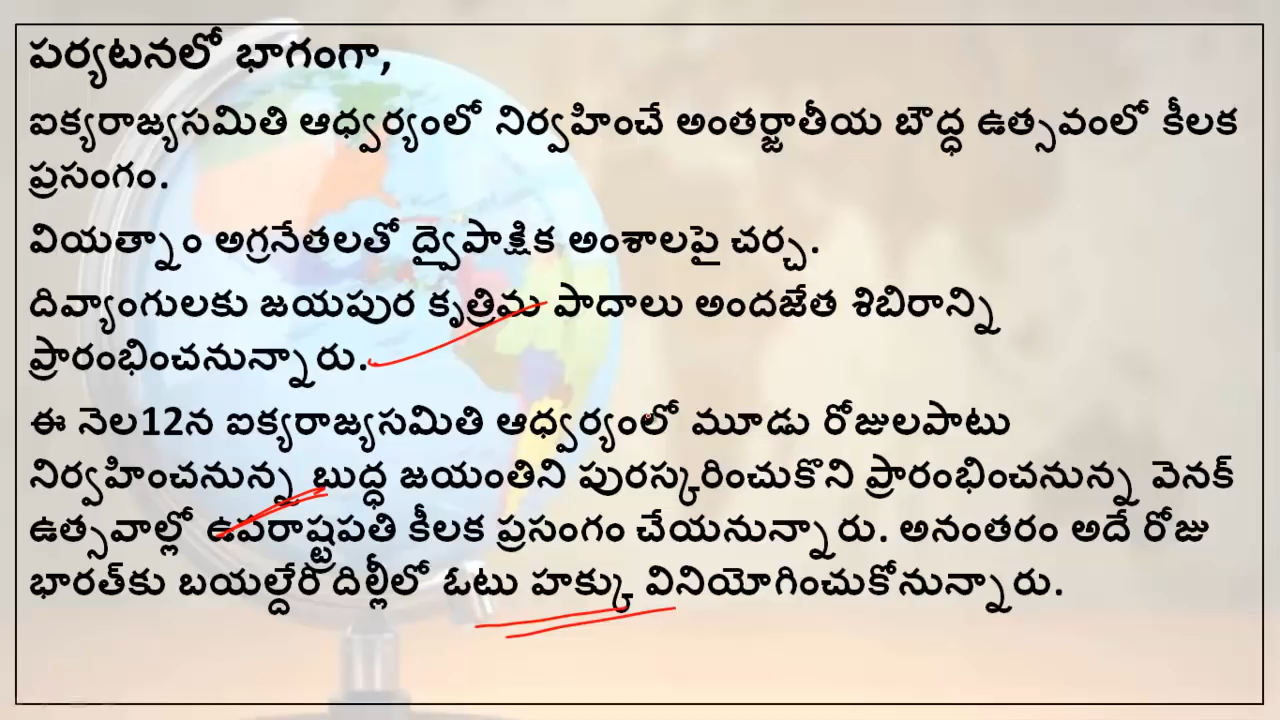 పర్యటనలో భాగంగా,
ఐక్యరాజ్యసమితి ఆధ్వర్యంలో నిర్వహించే అంతర్జాతీయ బౌద్ధ ఉత్సవంలో కీలక
ప్రసంగం.
వియత్నాం అగ్రనేతలతో ద్వైపాక్షిక అంశాలపై చర్చ.
దివ్యాంగులకు జయపుర కృత్రిమ పాదాలు అందజేత శిబిరాన్ని
ప్రారంభించనున్నారు.
ఈ నెల12న ఐక్యరాజ్యసమితి ఆధ్వర్యంలో మూడు రోజులపాటు
నిర్వహించనున్న బుద్ధ జయంతిని పురస్కరించుకొని ప్రారంభించనున్న వెనక్
ఉత్సవాల్లో ఉపరాష్ట్రపతి కీలక ప్రసంగం చేయనున్నారు. అనంతరం అదే రోజు
భారత్‌కు బయల్దేరి దిల్లీలో ఓటు హక్కు వినియోగించుకోనున్నారు.